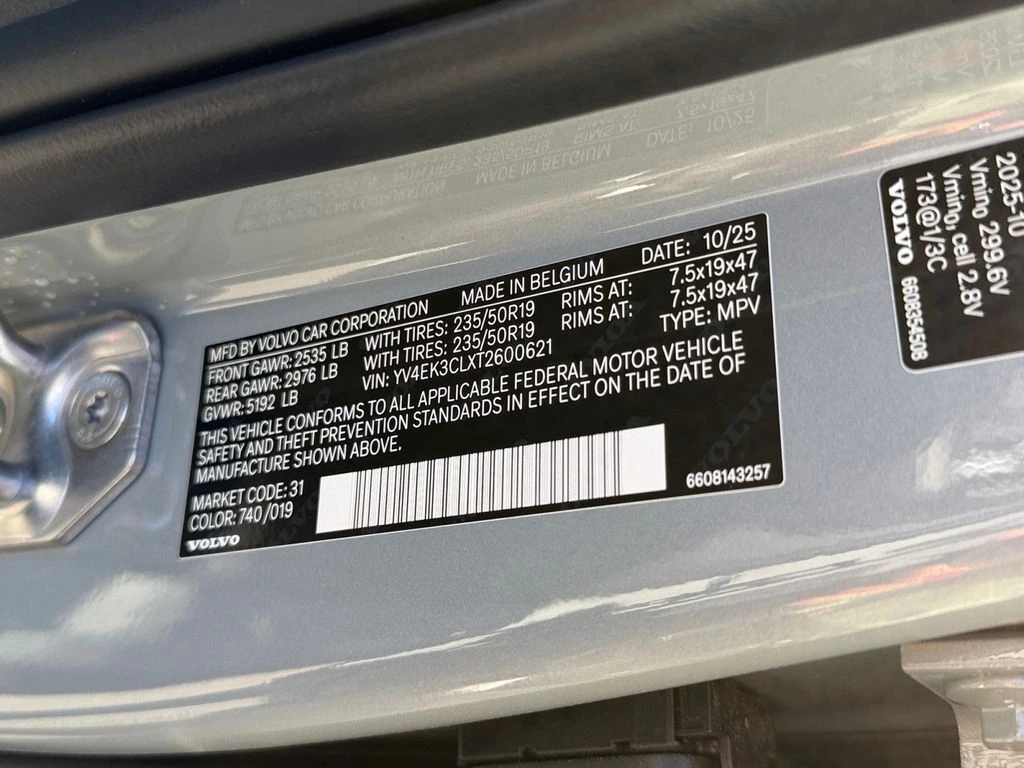 MFD BY VOLVO CAR CORPORATION MADE IN BELGIUM DATE: 10/25
FRONT GAWR: 2535 LB WITH TIRES: 235/50R19 RIMS AT: 7.5x19x47
REAR GAWR: 2976 LB WITH TIRES: 235/50R19 RIMS AT: 7.5x19x47
GVWR: 5192 LB VIN: YV4EK3CLXT2600621 TYPE: MPV
THIS VEHICLE CONFORMS TO ALL APPLICABLE FEDERAL MOTOR VEHICLE
SAFETY AND THEFT PREVENTION STANDARDS IN EFFECT ON THE DATE OF
MANUFACTURE SHOWN ABOVE.
MARKET CODE: 31
COLOR: 740/019
VOLVO
6608143257
2025-10
Vmino 299.6V
Vmino, cell 2.8V
173@1/3C
VOLVO 6608354508